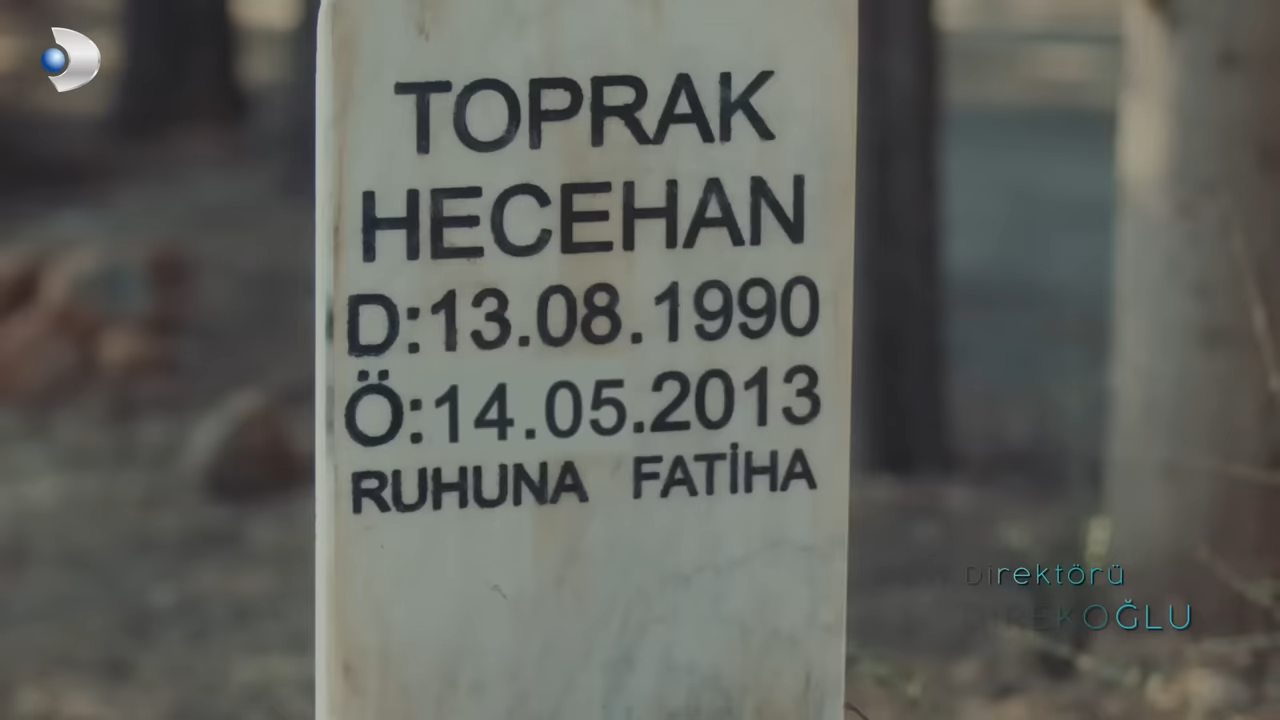 TOPRAK
HECEHAN
D:13.08.1990
Ö:14.05.2013
RUHUNA FATİHA
Direktörü